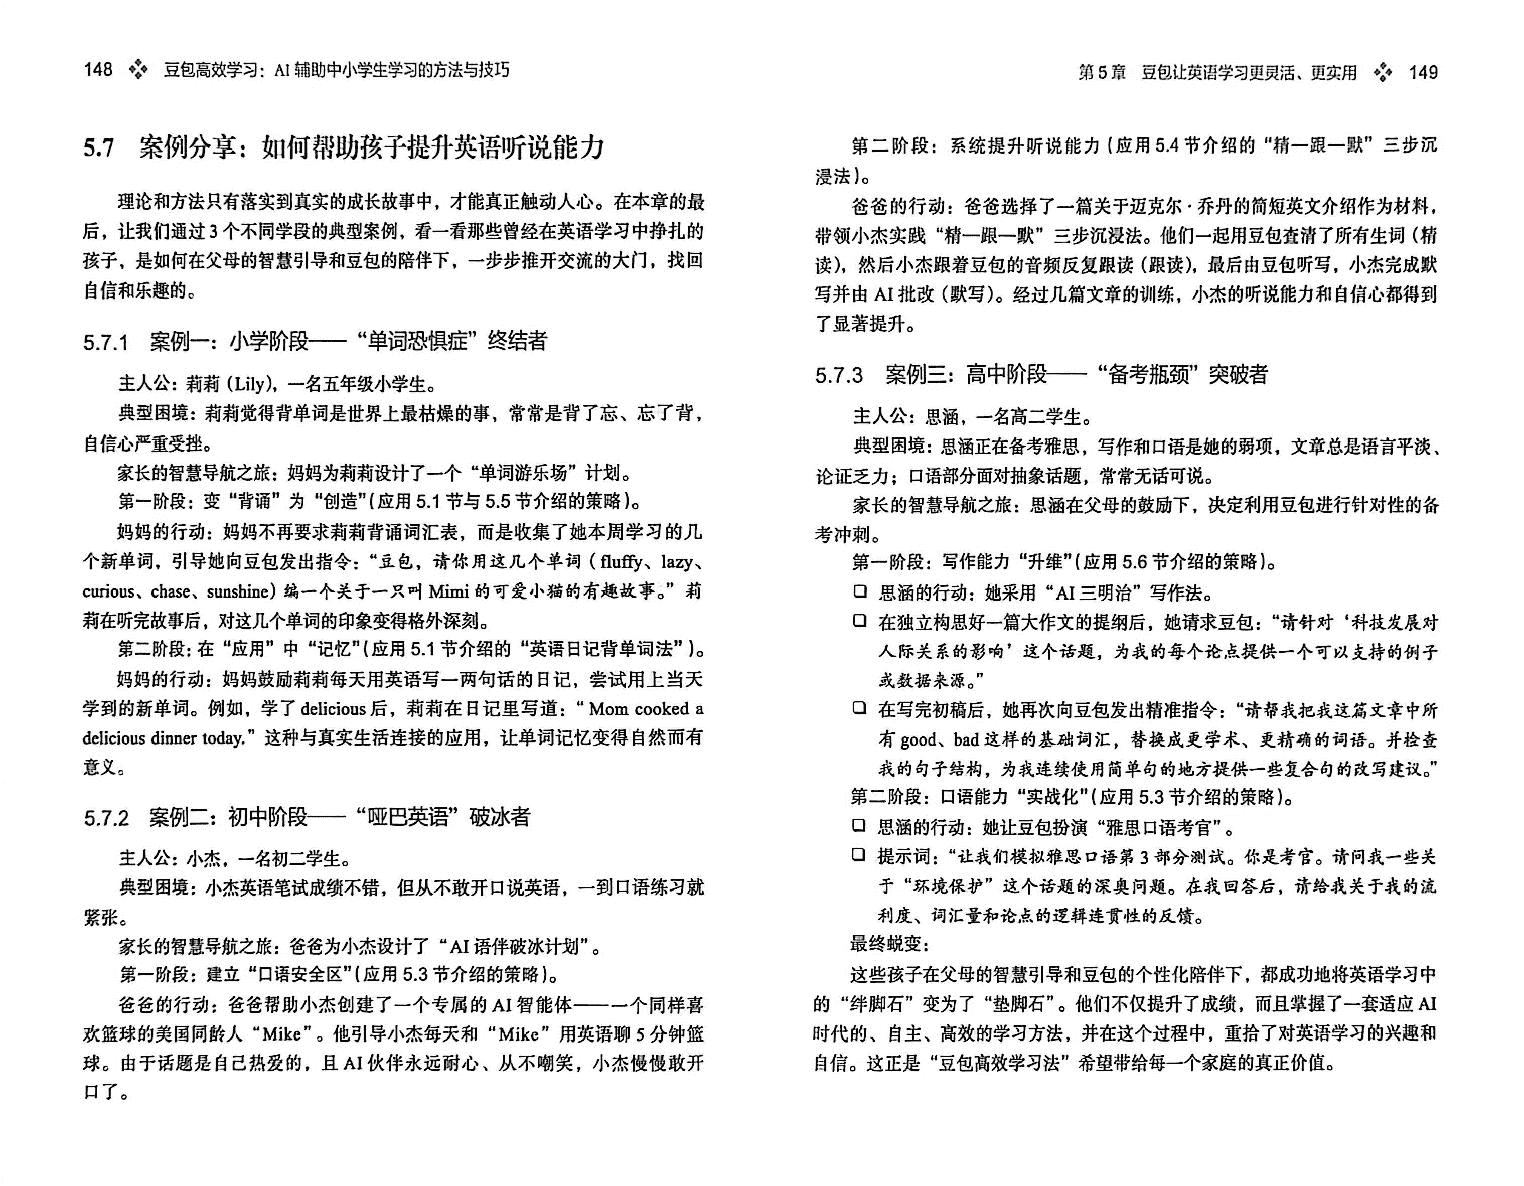 148 豆包高效学习：AI 辅助中小学生学习的方法与技巧
5.7 案例分享：如何帮助孩子提升英语听说能力
理论和方法只有落实到真实的成长故事中，才能真正触动人心。在本章的最
后，让我们通过 3 个不同学段的典型案例，看一看那些曾经在英语学习中挣扎的
孩子，是如何在父母的智慧引导和豆包的陪伴下，一步步推开交流的大门，找回
自信和乐趣的。
5.7.1 案例一：小学阶段——“单词恐惧症”终结者
主人公：莉莉（Lily），一名五年级小学生。
典型困境：莉莉觉得背单词是世界上最枯燥的事，常常是背了忘、忘了背，
自信心严重受挫。
家长的智慧导航之旅：妈妈为莉莉设计了一个“单词游乐场”计划。
第一阶段：变“背诵”为“创造”（应用 5.1 节与 5.5 节介绍的策略）。
妈妈的行动：妈妈不再要求莉莉背诵词汇表，而是收集了她本周学习的几
个新单词，引导她向豆包发出指令：“豆包，请你用这几个单词（fluffy、lazy、
curious、chase、sunshine）编一个关于一只叫 Mimi 的可爱小猫的有趣故事。”莉
莉在听完故事后，对这几个单词的印象变得格外深刻。
第二阶段：在“应用”中“记忆”（应用 5.1 节介绍的“英语日记背单词法”）。
妈妈的行动：妈妈鼓励莉莉每天用英语写一两句话的日记，尝试用上当天
学到的新单词。例如，学了 delicious 后，莉莉在日记里写道：“Mom cooked a
delicious dinner today.”这种与真实生活连接的应用，让单词记忆变得自然而有
意义。
5.7.2 案例二：初中阶段——“哑巴英语”破冰者
主人公：小杰，一名初二学生。
典型困境：小杰英语笔试成绩不错，但从不敢开口说英语，一到口语练习就
紧张。
家长的智慧导航之旅：爸爸为小杰设计了“AI 语伴破冰计划”。
第一阶段：建立“口语安全区”（应用 5.3 节介绍的策略）。
爸爸的行动：爸爸帮助小杰创建了一个专属的 AI 智能体——一个同样喜
欢篮球的美国同龄人“Mike”。他引导小杰每天和“Mike”用英语聊 5 分钟篮
球。由于话题是自己热爱的，且 AI 伙伴永远耐心、从不嘲笑，小杰慢慢敢开
口了。
第 5 章 豆包让英语学习更灵活、更实用 149
第二阶段：系统提升听说能力（应用 5.4 节介绍的“精—跟—默”三步沉
浸法）。
爸爸的行动：爸爸选择了一篇关于迈克尔·乔丹的简短英文介绍作为材料，
带领小杰实践“精—跟—默”三步沉浸法。他们一起用豆包查清了所有生词（精
读），然后小杰跟着豆包的音频反复跟读（跟读），最后由豆包听写，小杰完成默
写并由 AI 批改（默写）。经过几篇文章的训练，小杰的听说能力和自信心都得到
了显著提升。
5.7.3 案例三：高中阶段——“备考瓶颈”突破者
主人公：思涵，一名高二学生。
典型困境：思涵正在备考雅思，写作和口语是她的弱项，文章总是语言平淡、
论证乏力；口语部分面对抽象话题，常常无话可说。
家长的智慧导航之旅：思涵在父母的鼓励下，决定利用豆包进行针对性的备
考冲刺。
第一阶段：写作能力“升维”（应用 5.6 节介绍的策略）。
❑ 思涵的行动：她采用“AI 三明治”写作法。
❑ 在独立构思好一篇大作文的提纲后，她请求豆包：“请针对‘科技发展对
人际关系的影响’这个话题，为我的每个论点提供一个可以支持的例子
或数据来源。”
❑ 在写完初稿后，她再次向豆包发出精准指令：“请帮我把我这篇文章中所
有 good、bad 这样的基础词汇，替换成更学术、更精确的词语。并检查
我的句子结构，为我连续使用简单句的地方提供一些复合句的改写建议。”
第二阶段：口语能力“实战化”（应用 5.3 节介绍的策略）。
❑ 思涵的行动：她让豆包扮演“雅思口语考官”。
❑ 提示词：“让我们模拟雅思口语第 3 部分测试。你是考官。请问我一些关
于“环境保护”这个话题的深奥问题。在我回答后，请给我关于我的流
利度、词汇量和论点的逻辑连贯性的反馈。
最终蜕变：
这些孩子在父母的智慧引导和豆包的个性化陪伴下，都成功地将英语学习中
的“绊脚石”变为了“垫脚石”。他们不仅提升了成绩，而且掌握了一套适应 AI
时代的、自主、高效的学习方法，并在这个过程中，重拾了对英语学习的兴趣和
自信。这正是“豆包高效学习法”希望带给每一个家庭的真正价值。